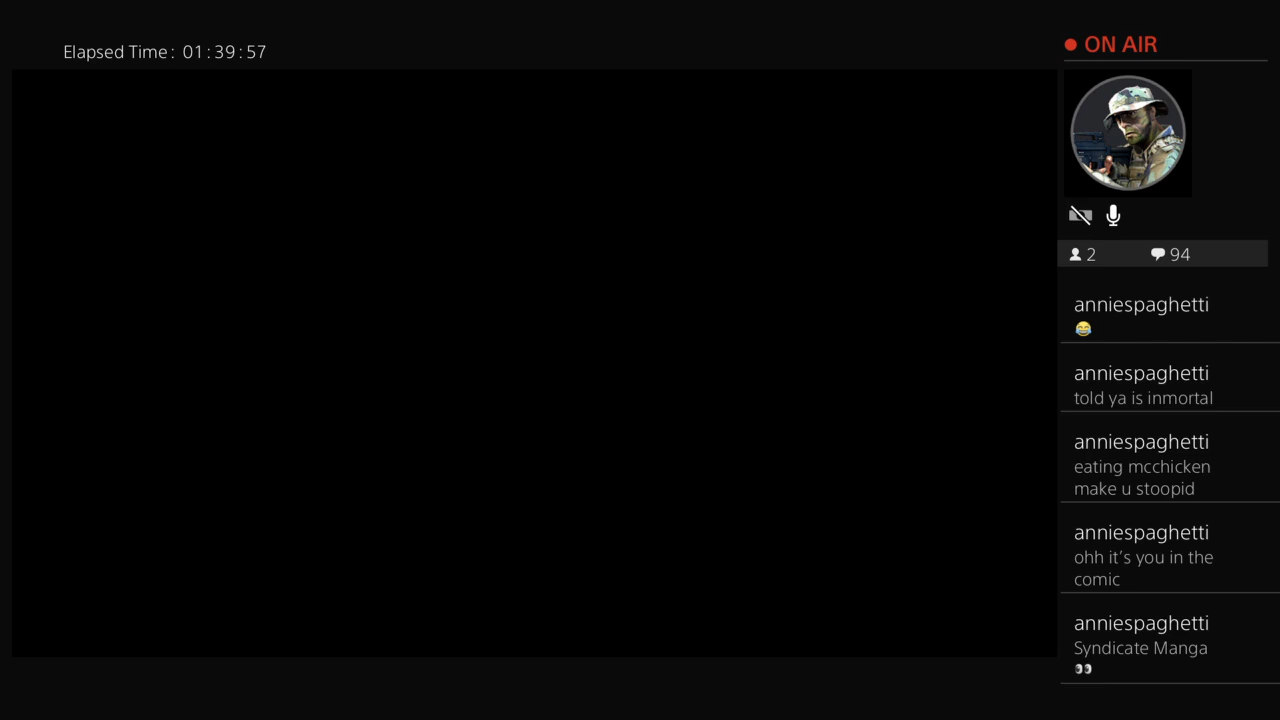 Elapsed Time: 01:39:57
ON AIR
2 94
anniespaghetti
😂
anniespaghetti
told ya is inmortal
anniespaghetti
eating mcchicken
make u stoopid
anniespaghetti
ohh it's you in the
comic
anniespaghetti
Syndicate Manga
👀